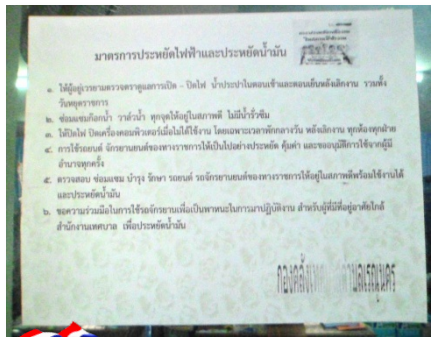 มาตรการประหยัดไฟฟ้าและประหยัดน้ำมัน
๑. ให้ผู้อยู่เวรยามตรวจตราดูแลการเปิด - ปิดไฟ น้ำประปาในตอนเช้าและตอนเย็นหลังเลิกงาน รวมทั้ง
วันหยุดราชการ
๒. ซ่อมแซมก๊อกน้ำ วาล์วน้ำ ทุกจุดให้อยู่ในสภาพดี ไม่มีน้ำรั่วซึม
๓. ให้ปิดไฟ ปิดเครื่องคอมพิวเตอร์เมื่อไม่ได้ใช้งาน โดยเฉพาะเวลาพักกลางวัน หลังเลิกงาน ทุกห้องทุกฝ่าย
๔. การใช้รถยนต์ จักรยานยนต์ของทางราชการให้เป็นไปอย่างประหยัด คุ้มค่า และขออนุมัติการใช้จากผู้มี
อำนาจทุกครั้ง
๕. ตรวจสอบ ซ่อมแซม บำรุง รักษา รถยนต์ รถจักรยานยนต์ของทางราชการให้อยู่ในสภาพพร้อมใช้งานได้
และประหยัดน้ำมัน
๖. ขอความร่วมมือในการใช้รถจักรยานเพื่อเป็นพาหนะในการมาปฏิบัติงาน สำหรับผู้ที่มีที่อยู่อาศัยใกล้
สำนักงานเทศบาล เพื่อประหยัดน้ำมัน
กองคลังเทศบาลตำบลเรณูนคร